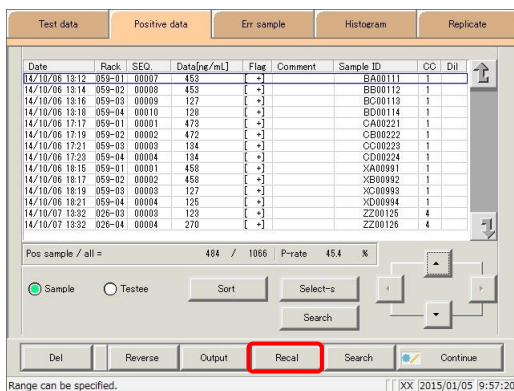 Test data Positive data Err sample Histogram Replicate
Date Rack SEQ. Data[ng/mL] Flag Comment Sample ID CC Dil
14/10/06 13:12 059-01 00007 453 [ +] BA00111 1
14/10/06 13:14 059-02 00008 453 [ +] BB00112 1
14/10/06 13:16 059-03 00009 127 [ +] BC00113 1
14/10/06 13:18 059-04 00010 128 [ +] BD00114 1
14/10/06 17:17 059-01 00001 473 [ +] CA00221 1
14/10/06 17:19 059-02 00002 472 [ +] CB00222 1
14/10/06 17:21 059-03 00003 134 [ +] CC00223 1
14/10/06 17:23 059-04 00004 134 [ +] CD00224 1
14/10/06 18:15 059-01 00001 458 [ +] XA00991 1
14/10/06 18:17 059-02 00002 458 [ +] XB00992 1
14/10/06 18:19 059-03 00003 127 [ +] XC00993 1
14/10/06 18:21 059-04 00004 125 [ +] XD00994 1
14/10/07 13:32 026-03 00003 123 [ +] ZZ00125 4
14/10/07 13:32 026-04 00004 270 [ +] ZZ00126 4
Pos sample / all = 484 / 1066 P-rate 45.4 %
Sample Testee Sort Select-s
Search
Del Reverse Output Recal Search Continue
Range can be specified. XX 2015/01/05 9:57:20